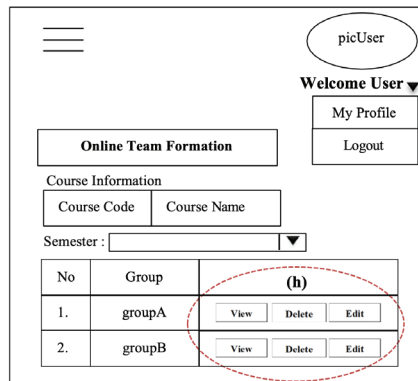 picUser
Welcome User
My Profile
Logout
Online Team Formation
Course Information
Course Code Course Name
Semester :
No Group (h)
1. groupA View Delete Edit
2. groupB View Delete Edit